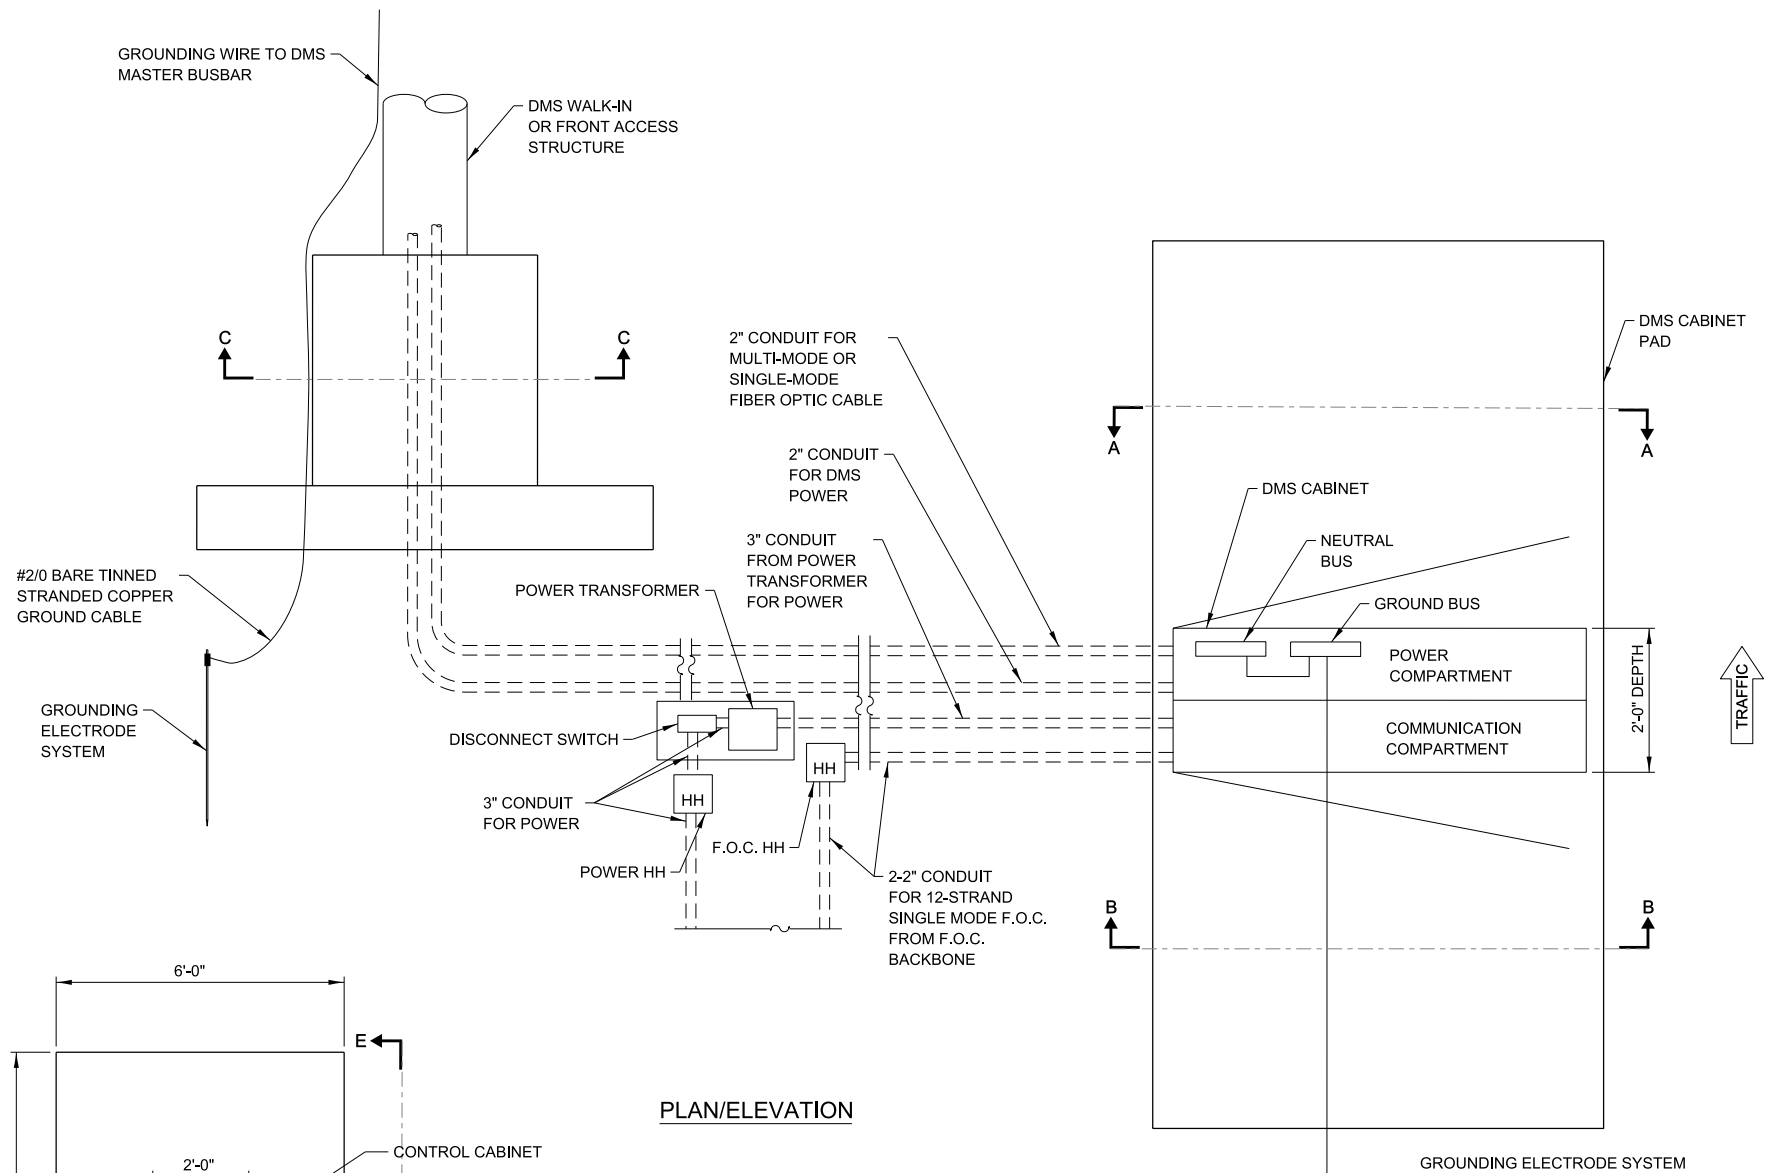 GROUNDING WIRE TO DMS
MASTER BUSBAR
DMS WALK-IN
OR FRONT ACCESS
STRUCTURE
C
C
2" CONDUIT FOR
MULTI-MODE OR
SINGLE-MODE
FIBER OPTIC CABLE
DMS CABINET
PAD
A
A
2" CONDUIT
FOR DMS
POWER
DMS CABINET
3" CONDUIT
FROM POWER
TRANSFORMER
FOR POWER
NEUTRAL
BUS
#2/0 BARE TINNED
STRANDED COPPER
GROUND CABLE
POWER TRANSFORMER
GROUND BUS
POWER
COMPARTMENT
2'-0" DEPTH
TRAFFIC
GROUNDING
ELECTRODE
SYSTEM
DISCONNECT SWITCH
COMMUNICATION
COMPARTMENT
HH
HH
3" CONDUIT
FOR POWER
F.O.C. HH
POWER HH
2-2" CONDUIT
FOR 12-STRAND
SINGLE MODE F.O.C.
FROM F.O.C.
BACKBONE
B
B
6'-0"
E
PLAN/ELEVATION
CONTROL CABINET
2'-0"
GROUNDING ELECTRODE SYSTEM